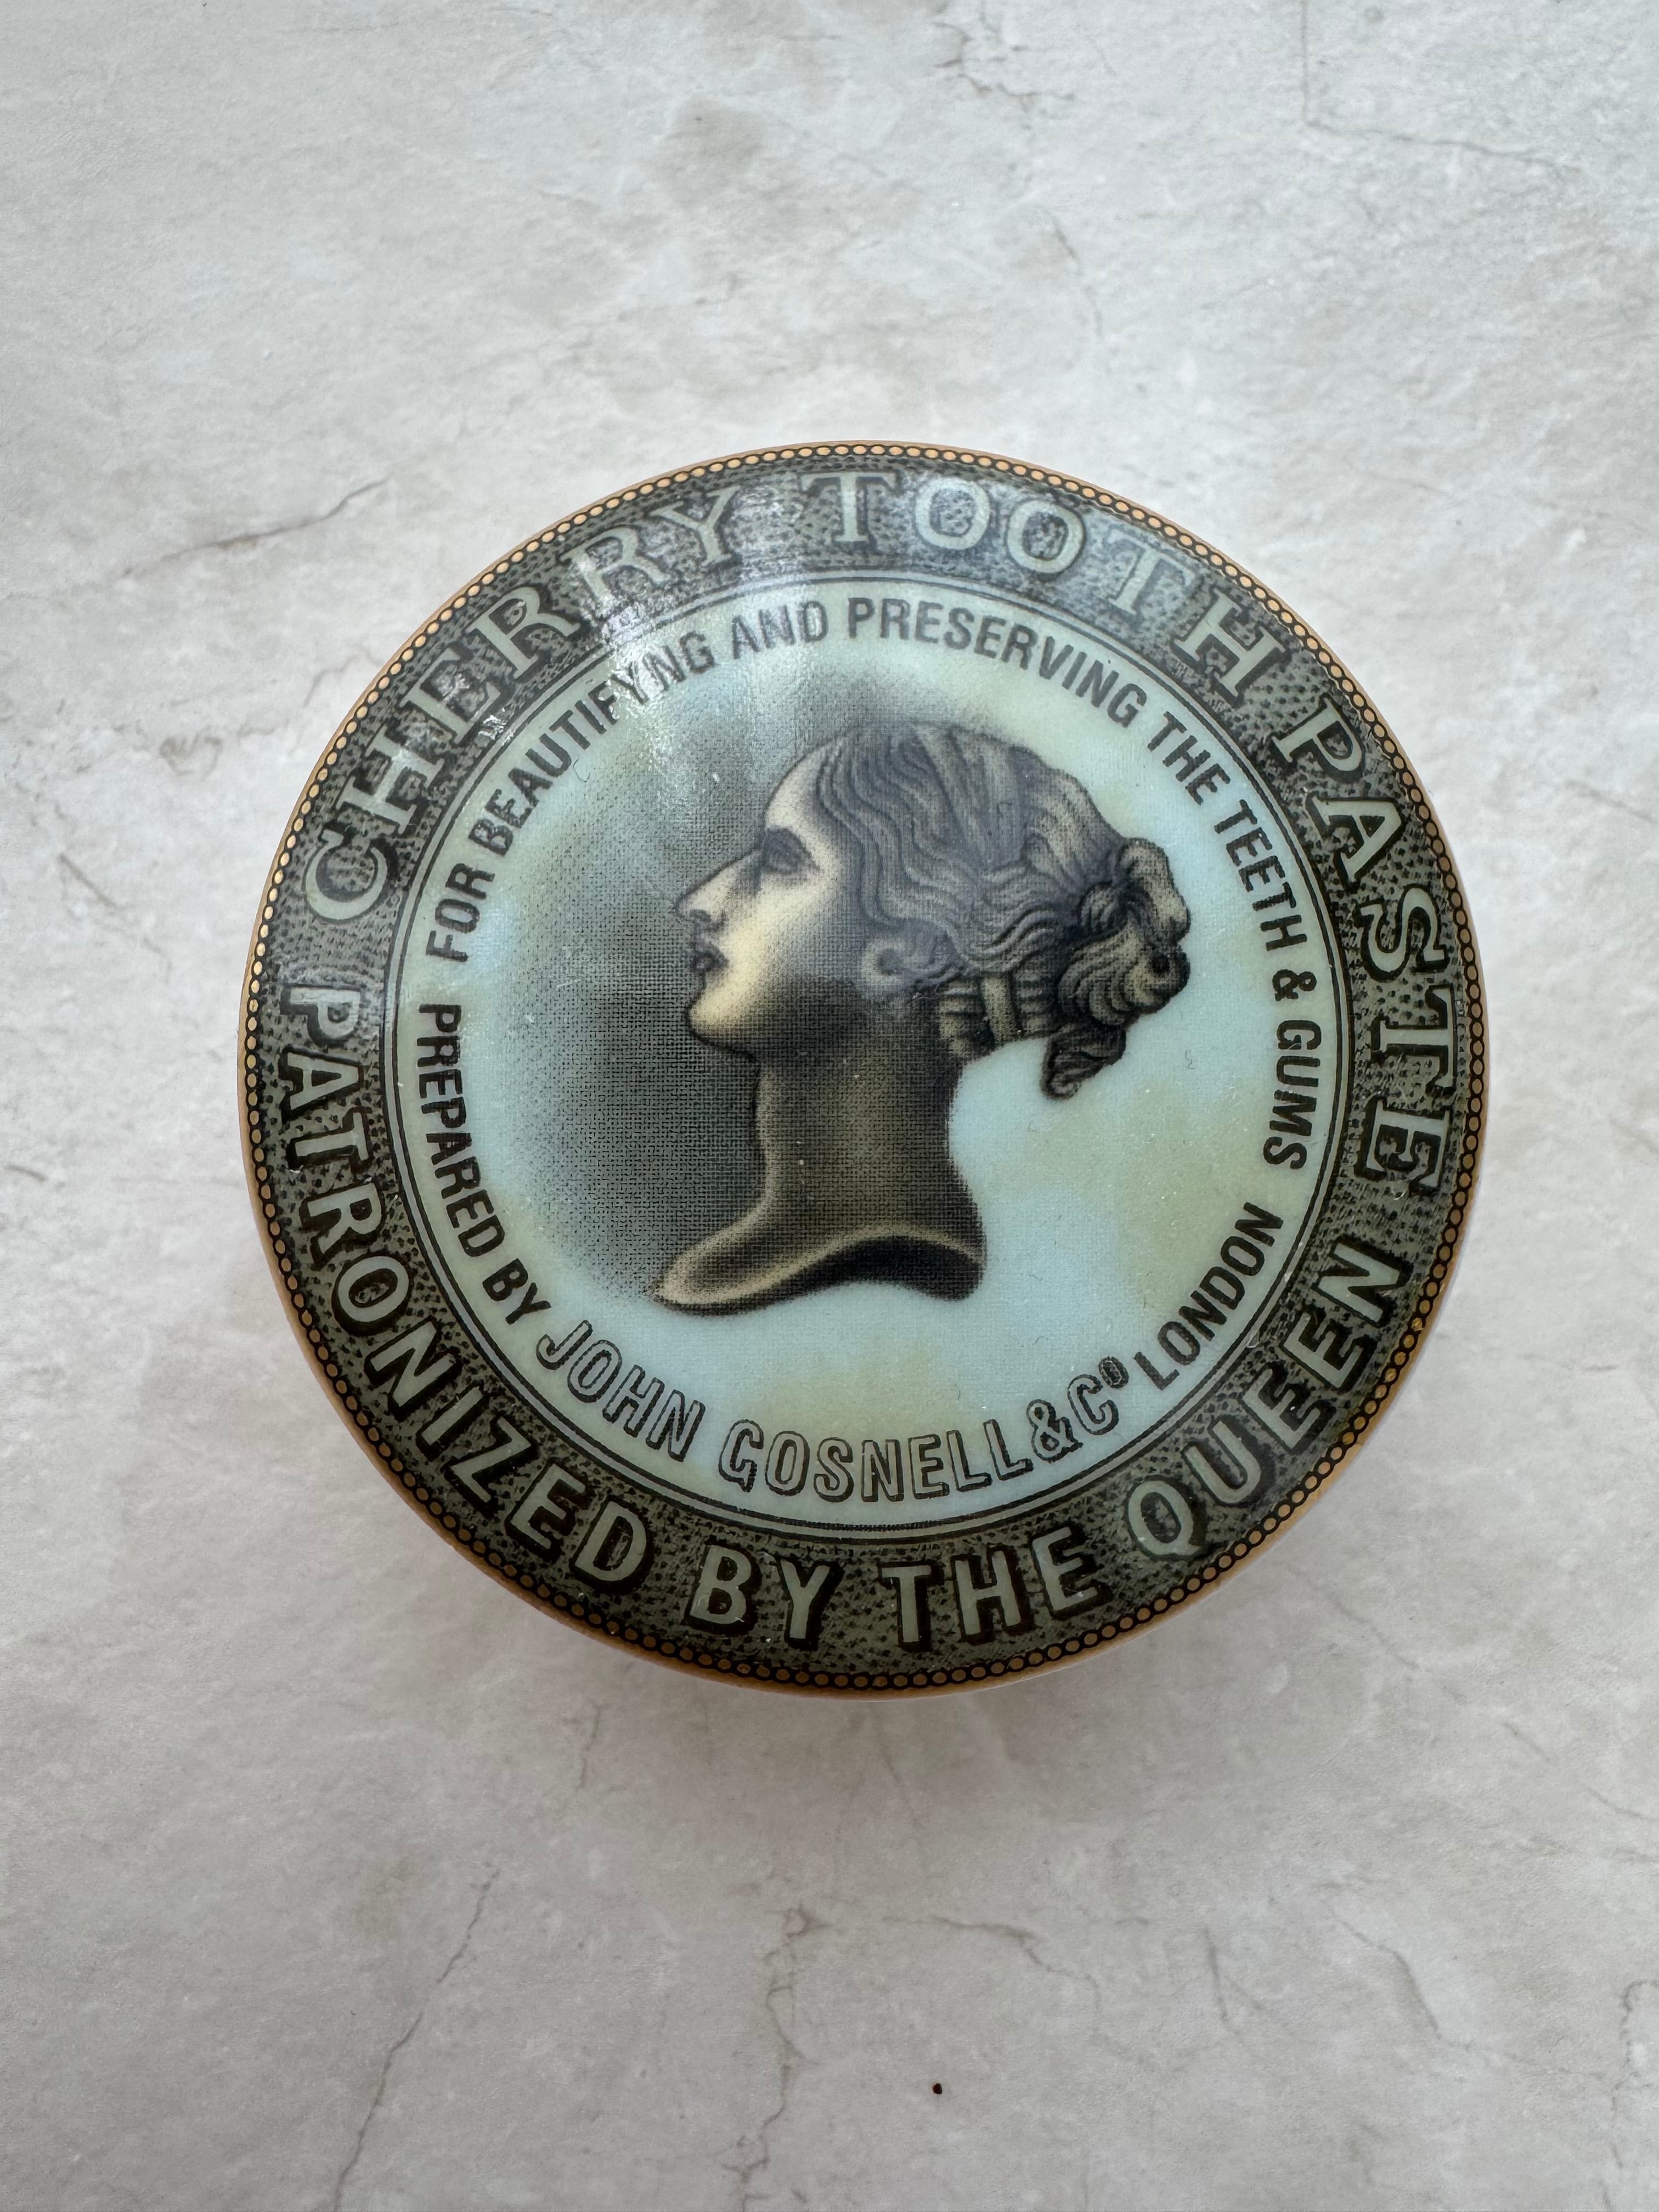 CHERRY TOOTH PASTE
PATRONIZED BY THE QUEEN
FOR BEAUTIFYNG AND PRESERVING THE TEETH & GUMS
PREPARED BY JOHN GOSNELL & Cº LONDON